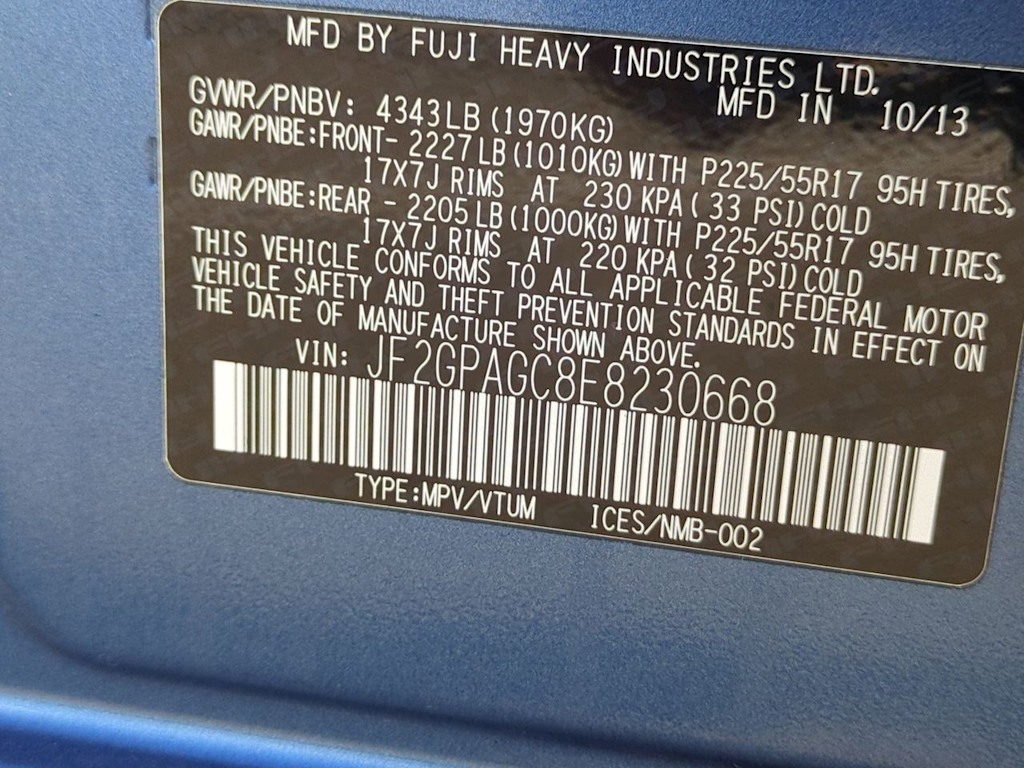 MFD BY FUJI HEAVY INDUSTRIES LTD.
MFD IN 10/13
GVWR/PNBV: 4343LB (1970KG)
GAWR/PNBE:FRONT- 2227 LB (1010KG) WITH P225/55R17 95H TIRES,
17X7J RIMS AT 230 KPA ( 33 PSI) COLD
GAWR/PNBE:REAR - 2205 LB (1000KG) WITH P225/55R17 95H TIRES,
17X7J RIMS AT 220 KPA ( 32 PSI) COLD
THIS VEHICLE CONFORMS TO ALL APPLICABLE FEDERAL MOTOR
VEHICLE SAFETY AND THEFT PREVENTION STANDARDS IN EFFECT ON
THE DATE OF MANUFACTURE SHOWN ABOVE.
VIN: JF2GPAGC8E8230668
TYPE:MPV/VTUM ICES/NMB-002